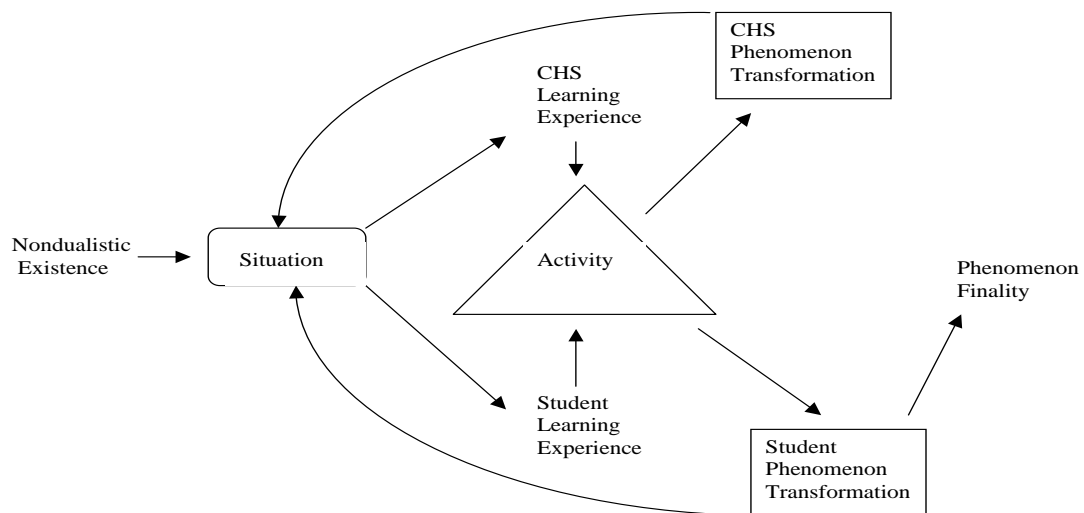 CHS
Phenomenon
Transformation
CHS
Learning
Experience
Nondualistic
Existence
Situation
Activity
Phenomenon
Finality
Student
Learning
Experience
Student
Phenomenon
Transformation